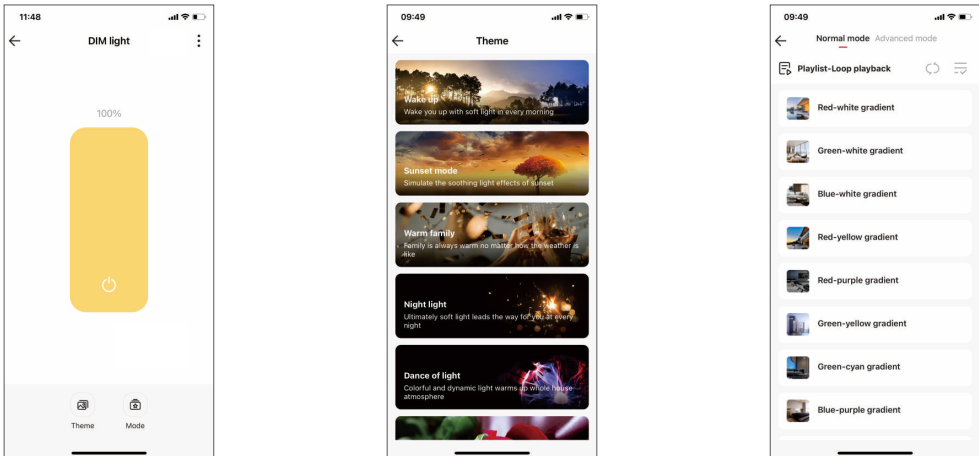 11:48
DIM light
100%
Theme
Mode
09:49
Theme
Wake up
Wake you up with soft light in every morning
Sunset mode
Simulate the soothing light effects of sunset
Warm family
Family is always warm no matter how the weather is
like
Night light
Ultimately soft light leads the way for you at every
night
Dance of light
Colorful and dynamic light warms up whole house
atmosphere
09:49
Normal mode Advanced mode
Playlist-Loop playback
Red-white gradient
Green-white gradient
Blue-white gradient
Red-yellow gradient
Red-purple gradient
Green-yellow gradient
Green-cyan gradient
Blue-purple gradient